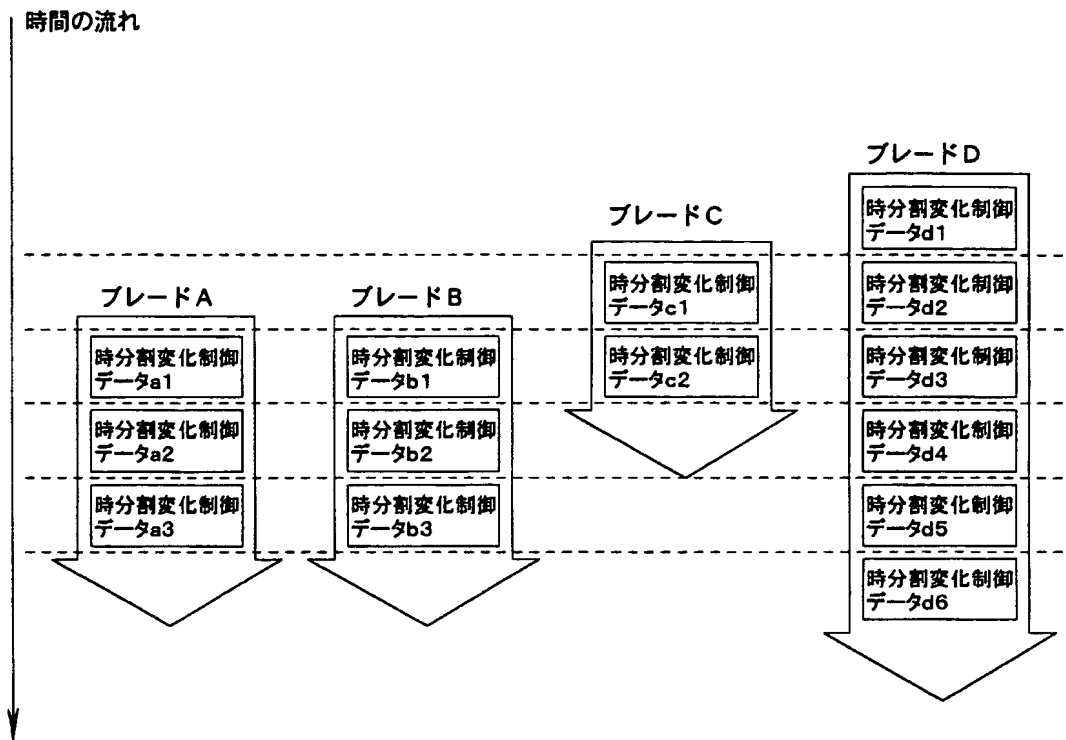 時間の流れ
ブレードA
時分割変化制御
データa1
時分割変化制御
データa2
時分割変化制御
データa3
ブレードB
時分割変化制御
データb1
時分割変化制御
データb2
時分割変化制御
データb3
ブレードC
時分割変化制御
データc1
時分割変化制御
データc2
ブレードD
時分割変化制御
データd1
時分割変化制御
データd2
時分割変化制御
データd3
時分割変化制御
データd4
時分割変化制御
データd5
時分割変化制御
データd6